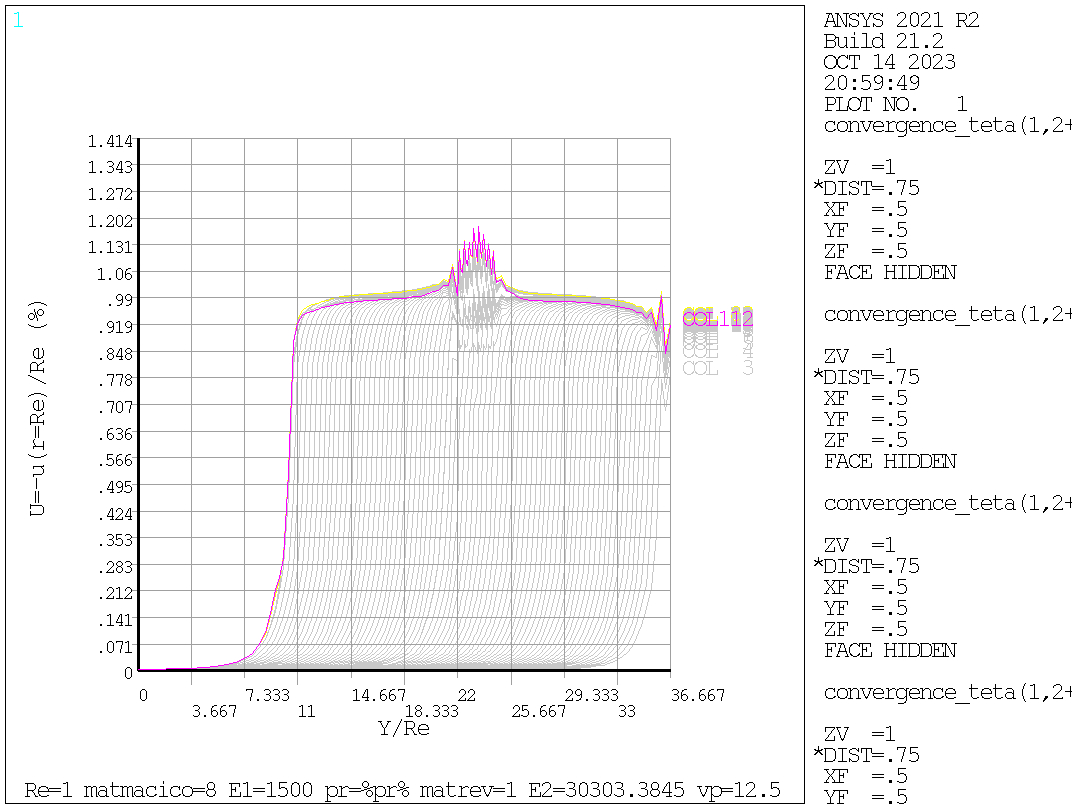 1
ANSYS 2021 R2
Build 21.2
OCT 14 2023
20:59:49
PLOT NO. 1
convergence_teta(1,2+
ZV =1
*DIST=.75
XF =.5
YF =.5
ZF =.5
FACE HIDDEN
convergence_teta(1,2+
ZV =1
*DIST=.75
XF =.5
YF =.5
ZF =.5
FACE HIDDEN
convergence_teta(1,2+
ZV =1
*DIST=.75
XF =.5
YF =.5
ZF =.5
FACE HIDDEN
convergence_teta(1,2+
ZV =1
*DIST=.75
XF =.5
YF =.5
1.414
1.343
1.272
1.202
1.131
1.06
.99
.919
.848
.778
.707
.636
.566
.495
.424
.353
.283
.212
.141
.071
0
U=-u(r=Re)/Re (%)
COL112
COL 3
0 7.333 14.667 22 29.333 36.667
3.667 11 18.333 25.667 33
Y/Re
Re=1 matmacico=8 E1=1500 pr=%pr% matrev=1 E2=30303.3845 vp=12.5